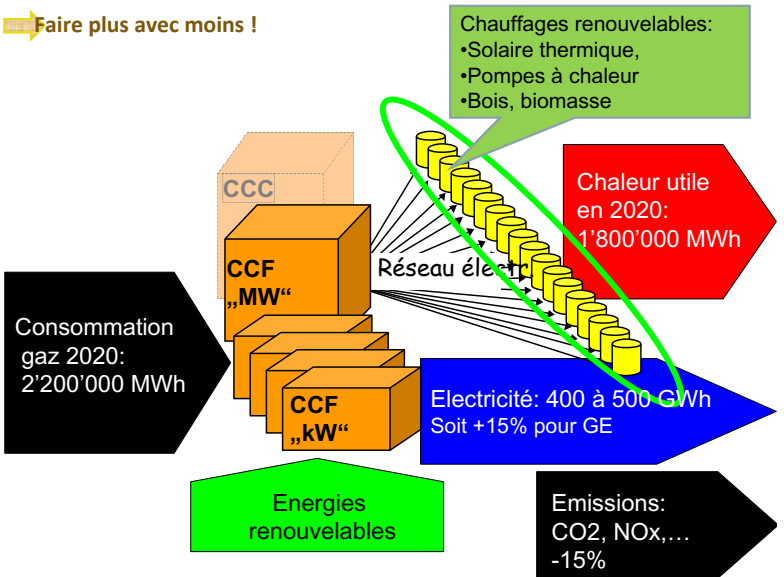 Faire plus avec moins !
Chauffages renouvelables:
•Solaire thermique,
•Pompes à chaleur
•Bois, biomasse
CCC
Chaleur utile
en 2020:
1’800’000 MWh
CCF
„MW“
Réseau électr
Consommation
gaz 2020:
2’200’000 MWh
CCF
„kW“
Electricité: 400 à 500 GWh
Soit +15% pour GE
Energies
renouvelables
Emissions:
CO2, NOx,…
-15%